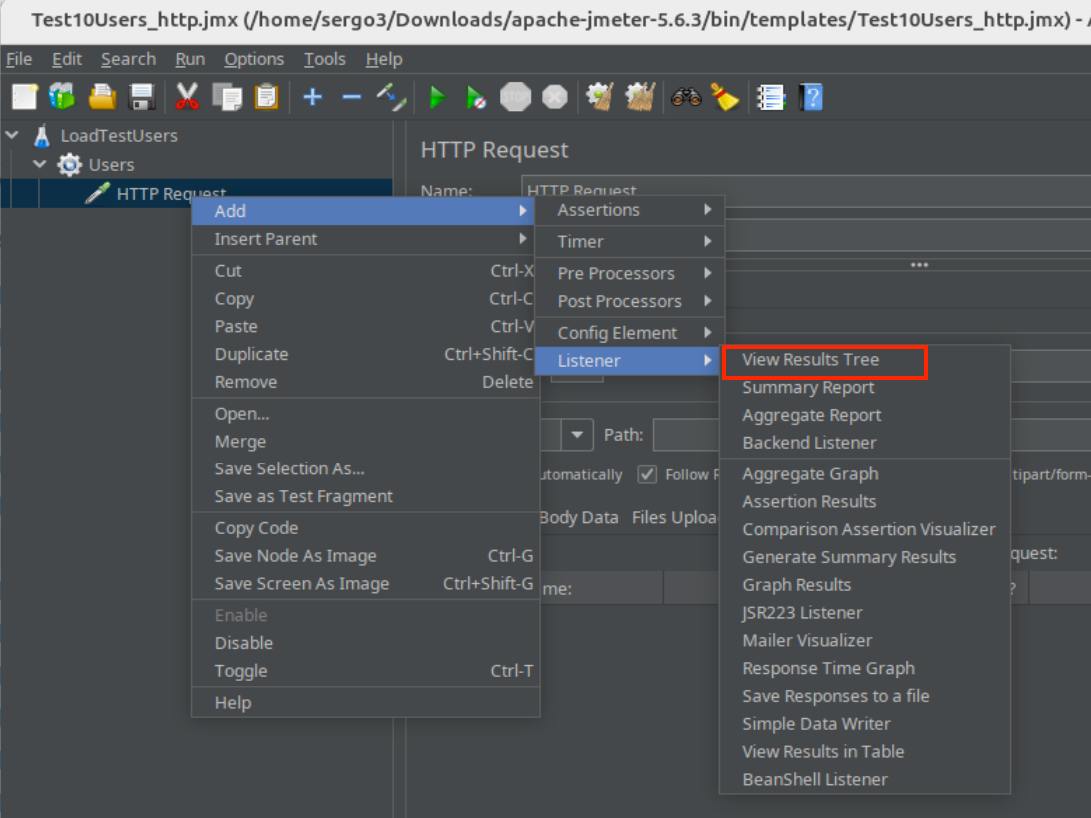 Test10Users_http.jmx (/home/sergo3/Downloads/apache-jmeter-5.6.3/bin/templates/Test10Users_http.jmx) -
File Edit Search Run Options Tools Help
STOP
LoadTestUsers
Users
HTTP Request
HTTP Request
Name: HTTP Request
Add
Insert Parent
Cut Ctrl-X
Copy Ctrl-C
Paste Ctrl-V
Duplicate Ctrl+Shift-C
Remove Delete
Open...
Merge
Save Selection As...
Save as Test Fragment
Copy Code
Save Node As Image Ctrl-G
Save Screen As Image Ctrl+Shift-G
Enable
Disable
Toggle Ctrl-T
Help
Assertions
Timer
Pre Processors
Post Processors
Config Element
Listener
View Results Tree
Summary Report
Aggregate Report
Backend Listener
Aggregate Graph
Assertion Results
Comparison Assertion Visualizer
Generate Summary Results
Graph Results
JSR223 Listener
Mailer Visualizer
Response Time Graph
Save Responses to a file
Simple Data Writer
View Results in Table
BeanShell Listener
Path:
utomatically Follow R tipart/form-
Body Data Files Uploa
quest:
me: ?